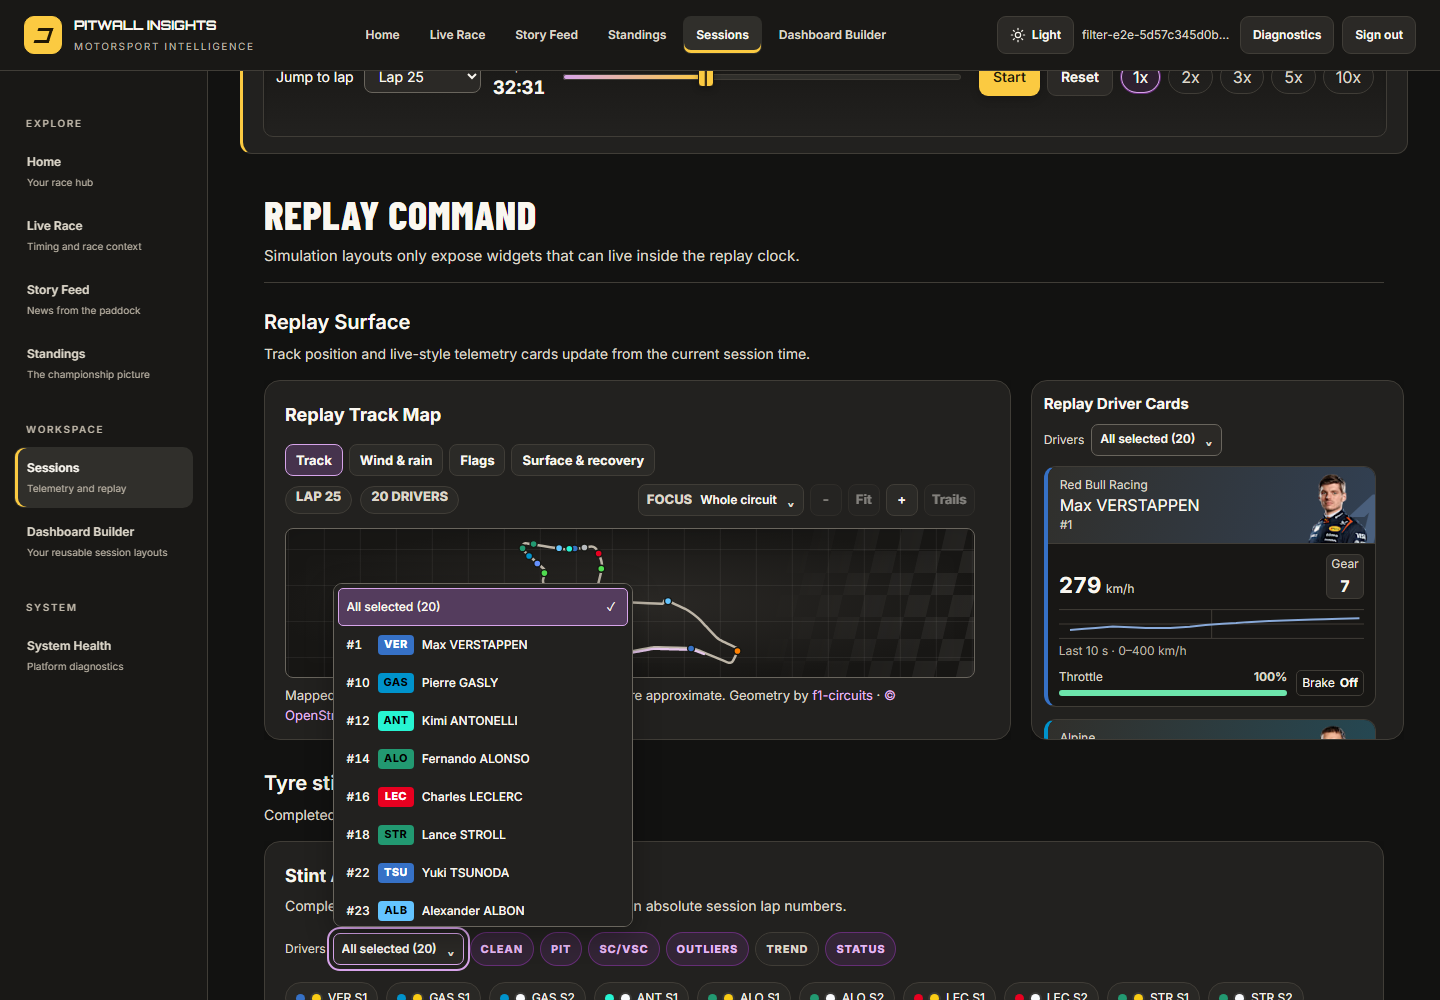 PITWALL INSIGHTS
MOTORSPORT INTELLIGENCE
Home
Live Race
Story Feed
Standings
Sessions
Dashboard Builder
Light
filter-e2e-5d57c345d0b...
Diagnostics
Sign out
EXPLORE
Home
Your race hub
Live Race
Timing and race context
Story Feed
News from the paddock
Standings
The championship picture
WORKSPACE
Sessions
Telemetry and replay
Dashboard Builder
Your reusable session layouts
SYSTEM
System Health
Platform diagnostics
Jump to lap
Lap 25
32:31
Start
Reset
1x
2x
3x
5x
10x
REPLAY COMMAND
Simulation layouts only expose widgets that can live inside the replay clock.
Replay Surface
Track position and live-style telemetry cards update from the current session time.
Replay Track Map
Track
Wind & rain
Flags
Surface & recovery
LAP 25
20 DRIVERS
FOCUS Whole circuit
-
Fit
+
Trails
Mapped
re approximate. Geometry by f1-circuits · ©
OpenStr
Replay Driver Cards
Drivers
All selected (20)
Red Bull Racing
Max VERSTAPPEN
#1
279 km/h
Gear
7
Last 10 s · 0–400 km/h
Throttle
100%
Brake Off
Alpine
Tyre sti
Completed
Stint
Comple
n absolute session lap numbers.
All selected (20)
#1 VER Max VERSTAPPEN
#10 GAS Pierre GASLY
#12 ANT Kimi ANTONELLI
#14 ALO Fernando ALONSO
#16 LEC Charles LECLERC
#18 STR Lance STROLL
#22 TSU Yuki TSUNODA
#23 ALB Alexander ALBON
Drivers
All selected (20)
CLEAN
PIT
SC/VSC
OUTLIERS
TREND
STATUS
VER S1
GAS S1
GAS S2
ANT S1
ALO S1
ALO S2
LEC S1
LEC S2
STR S1
STR S2